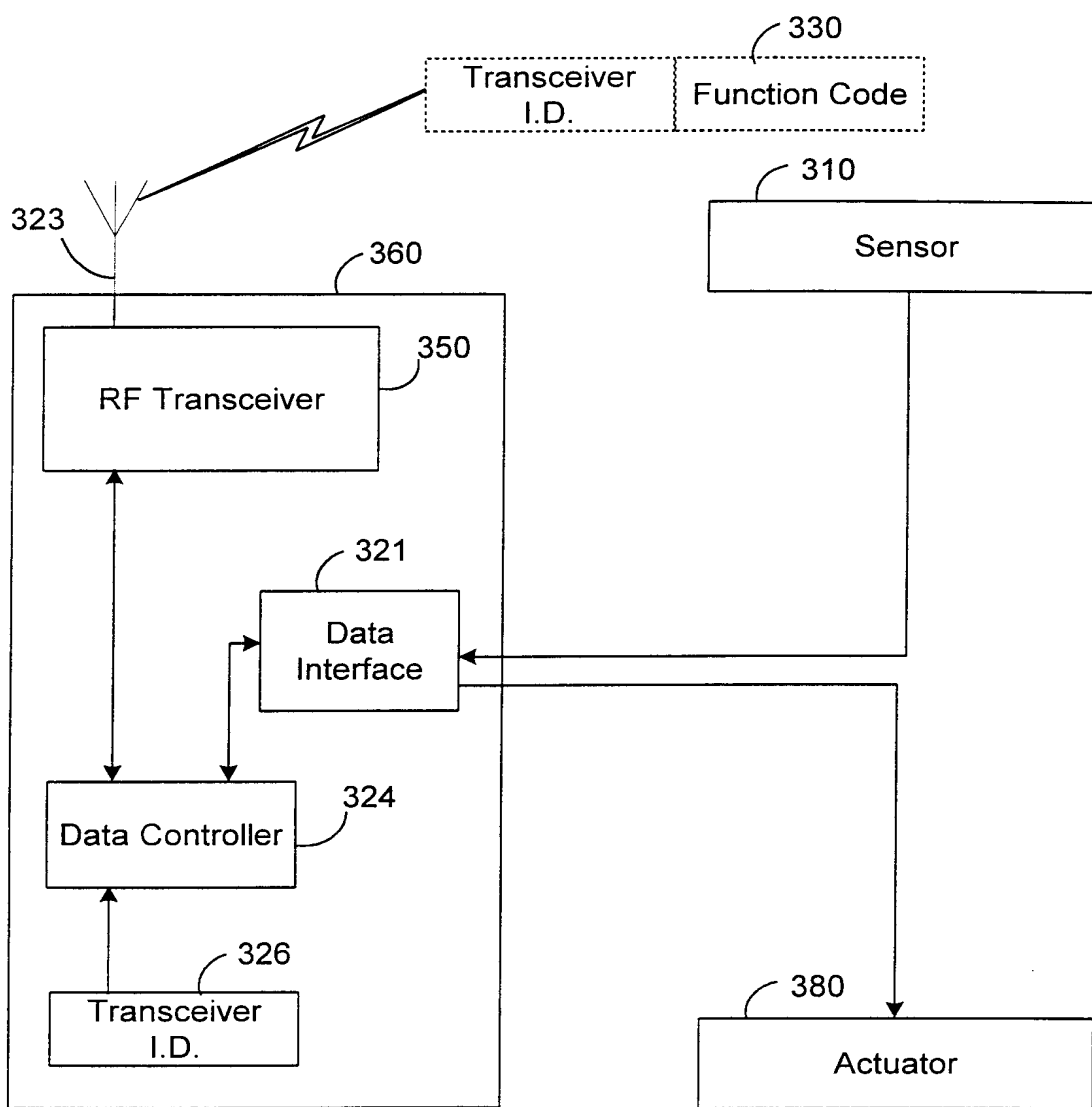 330
Transceiver
I.D.
Function Code
310
Sensor
323
360
350
RF Transceiver
321
Data
Interface
324
Data Controller
326
Transceiver
I.D.
380
Actuator